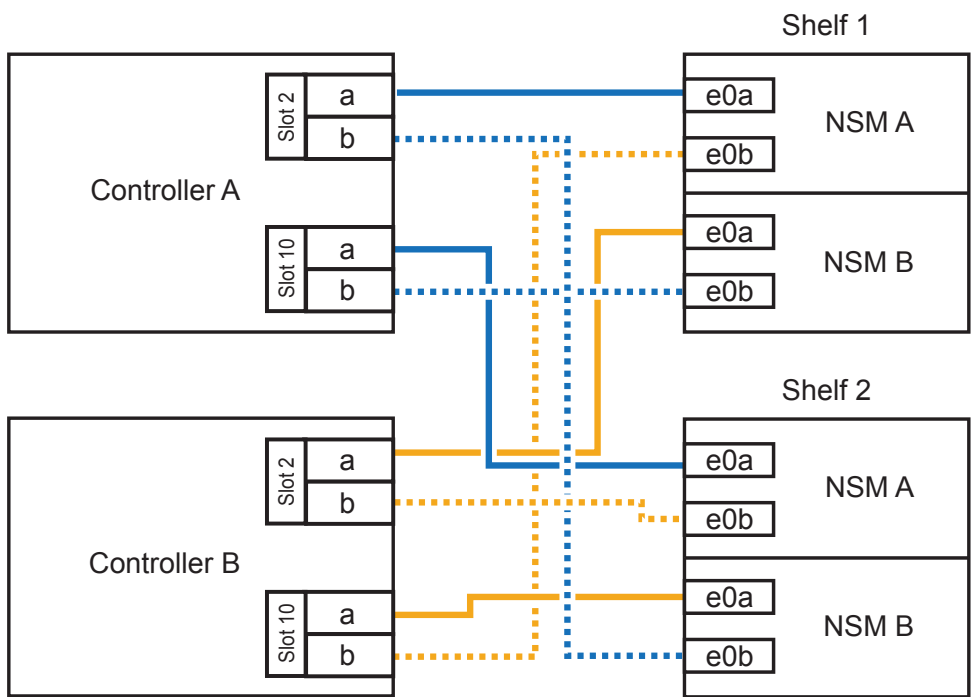 Shelf 1
Controller A
Slot 2
a
b
Slot 10
a
b
e0a
e0b
NSM A
e0a
e0b
NSM B
Shelf 2
Controller B
Slot 2
a
b
Slot 10
a
b
e0a
e0b
NSM A
e0a
e0b
NSM B